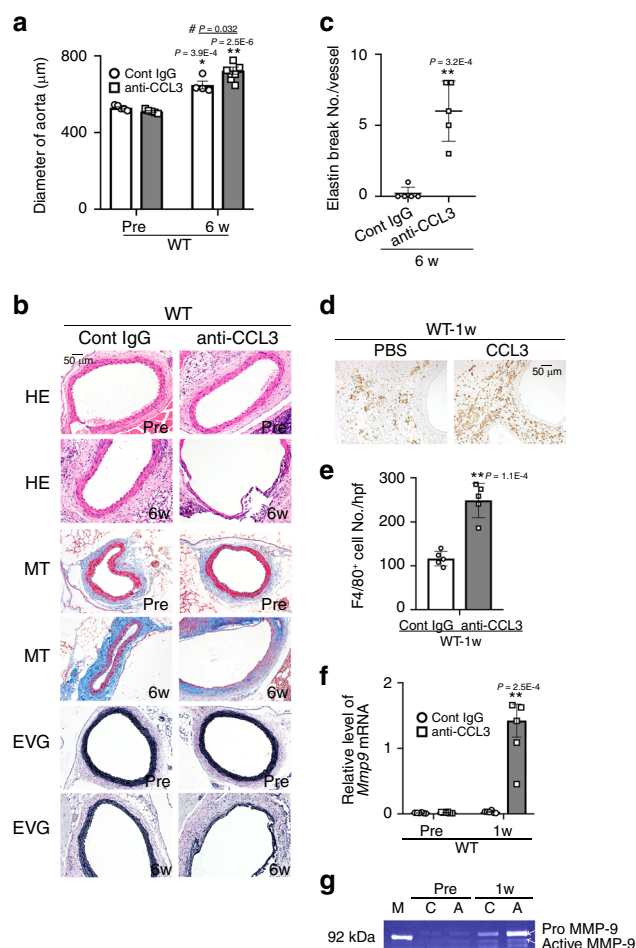 a
# P = 0.032
P = 3.9E-4
P = 2.5E-6
*
**
Cont IgG
anti-CCL3
Diameter of aorta (μm)
800
400
0
Pre
6 w
WT
c
P = 3.2E-4
**
Elastin break No./vessel
10
5
0
Cont IgG
anti-CCL3
6 w
b
WT
Cont IgG
anti-CCL3
50 μm
HE
Pre
Pre
HE
6w
6w
MT
Pre
Pre
MT
6w
6w
EVG
Pre
Pre
EVG
6w
6w
d
WT-1w
PBS
CCL3
50 μm
e
**P = 1.1E-4
F4/80+ cell No./hpf
300
200
100
0
Cont IgG anti-CCL3
WT-1w
f
P = 2.5E-4
**
Cont IgG
anti-CCL3
Relative level of
Mmp9 mRNA
2
1
0
Pre
1w
WT
g
Pre
1w
M
C
A
C
A
92 kDa
Pro MMP-9
Active MMP-9